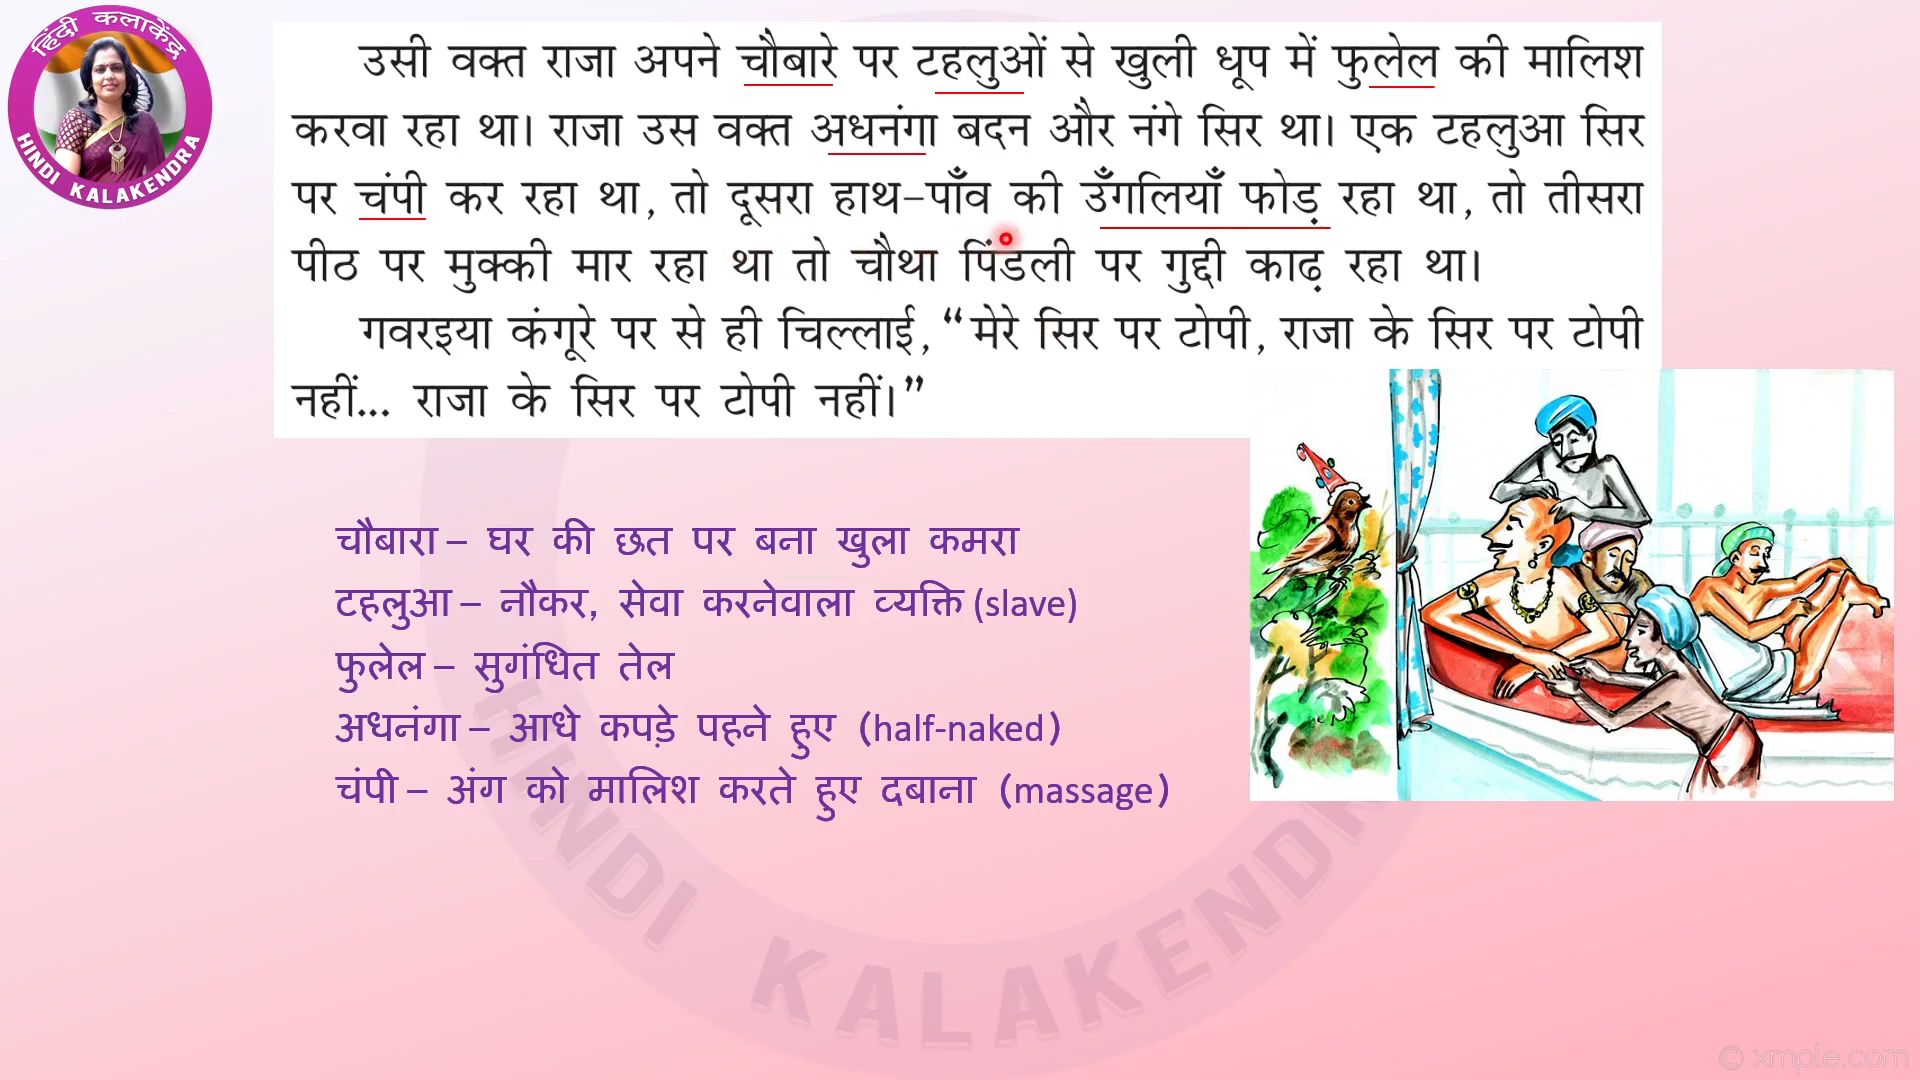 हिंदी कलाकेंद्र
HINDI KALAKENDRA
उसी वक्त राजा अपने चौबारे पर टहलुओं से खुली धूप में फुलेल की मालिश
करवा रहा था। राजा उस वक्त अधनंगा बदन और नंगे सिर था। एक टहलुआ सिर
पर चंपी कर रहा था, तो दूसरा हाथ-पाँव की उँगलियाँ फोड़ रहा था, तो तीसरा
पीठ पर मुक्की मार रहा था तो चौथा पिंडली पर गुद्दी काढ़ रहा था।
गवरइया कंगूरे पर से ही चिल्लाई, “मेरे सिर पर टोपी, राजा के सिर पर टोपी
नहीं... राजा के सिर पर टोपी नहीं।”
चौबारा – घर की छत पर बना खुला कमरा
टहलुआ – नौकर, सेवा करनेवाला व्यक्ति (slave)
फुलेल – सुगंधित तेल
अधनंगा – आधे कपड़े पहने हुए (half-naked)
चंपी – अंग को मालिश करते हुए दबाना (massage)
HINDI KALAKENDR
© xmple.com